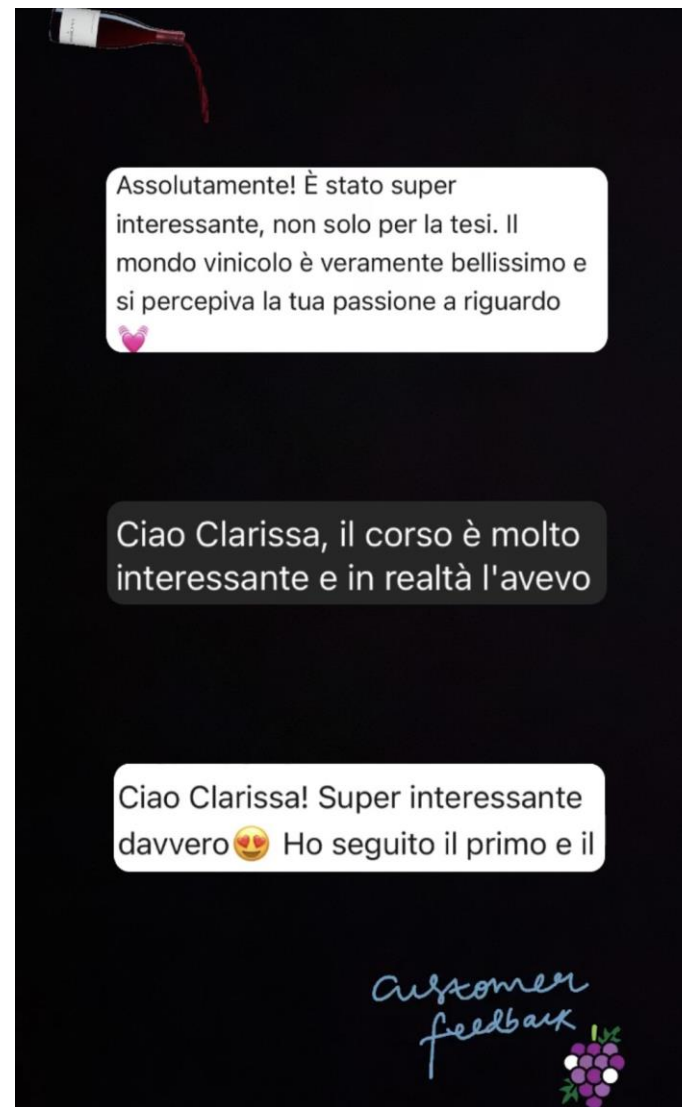 Assolutamente! È stato super
interessante, non solo per la tesi. Il
mondo vinicolo è veramente bellissimo e
si percepiva la tua passione a riguardo
💓
Ciao Clarissa, il corso è molto
interessante e in realtà l'avevo
Ciao Clarissa! Super interessante
davvero😍 Ho seguito il primo e il
customer
feedback